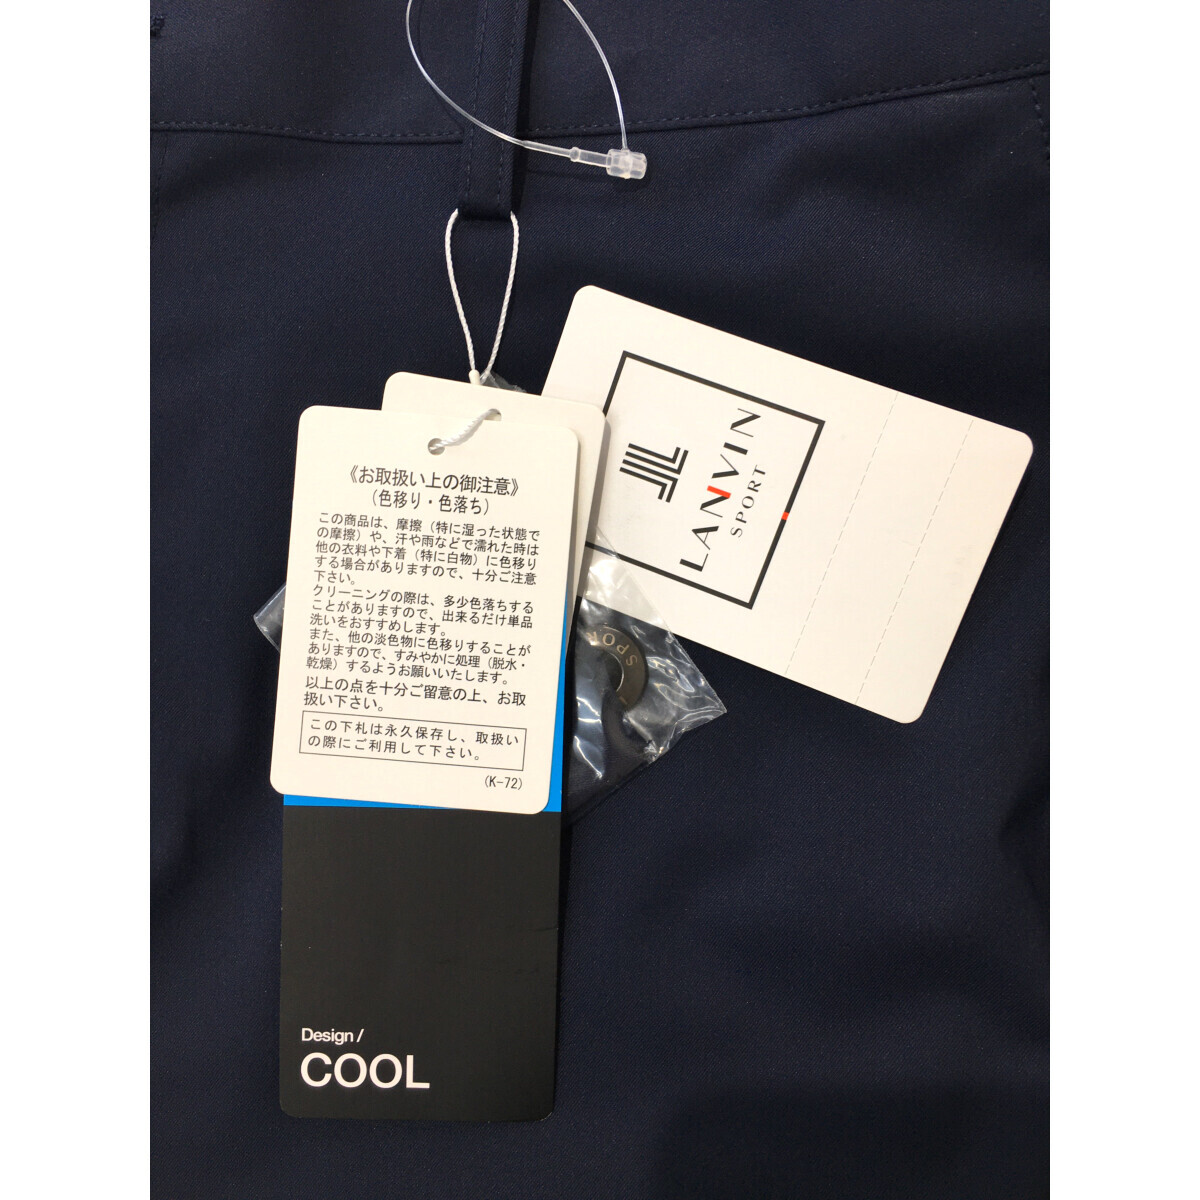 《お取扱い上の御注意》
(色移り・色落ち)
この商品は、摩擦（特に湿った状態で
の摩擦）や、汗や雨などで濡れた時は
他の衣料や下着（特に白物）に色移り
する場合がありますので、十分ご注意
下さい。
クリーニングの際は、多少色落ちする
ことがありますので、出来るだけ単品
洗いをおすすめします。
また、他の淡色物に色移りすることが
ありますので、すみやかに処理（脱水・
乾燥）するようお願いいたします。
以上の点を十分ご留意の上、お取
扱い下さい。
この下札は永久保存し、取扱い
の際にご利用して下さい。
(K-72)
Design /
COOL
LANVIN
SPORT
SPOR